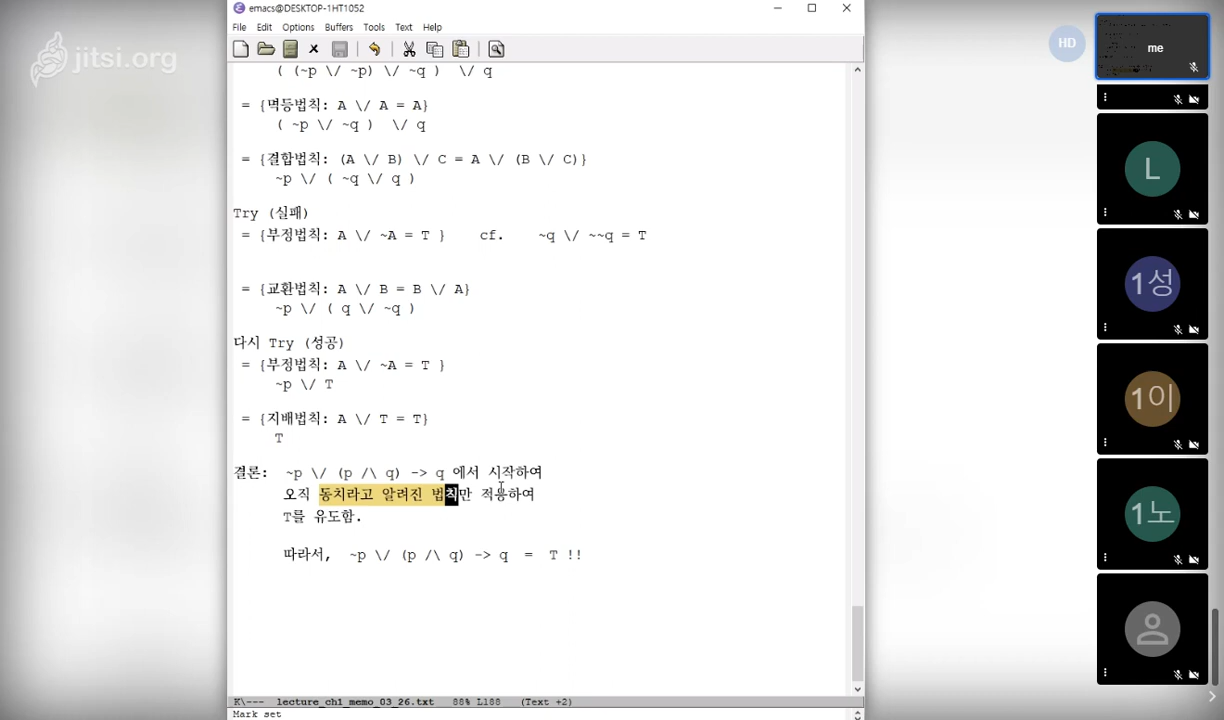 emacs@DESKTOP-1HT1052
File Edit Options Buffers Tools Text Help
jitsi.org
HD
me
( (~p \/ ~p) \/ ~q ) \/ q
= {멱등법칙: A \/ A = A}
( ~p \/ ~q ) \/ q
= {결합법칙: (A \/ B) \/ C = A \/ (B \/ C)}
~p \/ ( ~q \/ q )
Try (실패)
= {부정법칙: A \/ ~A = T } cf. ~q \/ ~~q = T
= {교환법칙: A \/ B = B \/ A}
~p \/ ( q \/ ~q )
다시 Try (성공)
= {부정법칙: A \/ ~A = T }
~p \/ T
= {지배법칙: A \/ T = T}
T
결론: ~p \/ (p /\ q) -> q 에서 시작하여
오직 동치라고 알려진 법칙만 적용하여
T를 유도함.
따라서, ~p \/ (p /\ q) -> q = T !!
K\--- lecture_ch1_memo_03_26.txt 88% L188 (Text +2)
Mark set
L
1성
1이
1노